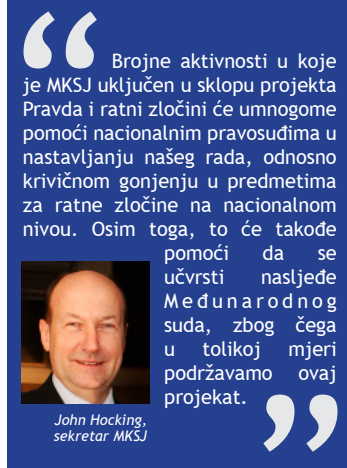 “ Brojne aktivnosti u koje
je MKSJ uključen u sklopu projekta
Pravda i ratni zločini će umnogome
pomoći nacionalnim pravosuđima u
nastavljanju našeg rada, odnosno
krivičnom gonjenju u predmetima
za ratne zločine na nacionalnom
nivou. Osim toga, to će takođe
pomoći da se
učvrsti nasljeđe
Međunarodnog
suda, zbog čega
u tolikoj mjeri
podržavamo ovaj
projekat. ”
John Hocking,
sekretar MKSJ